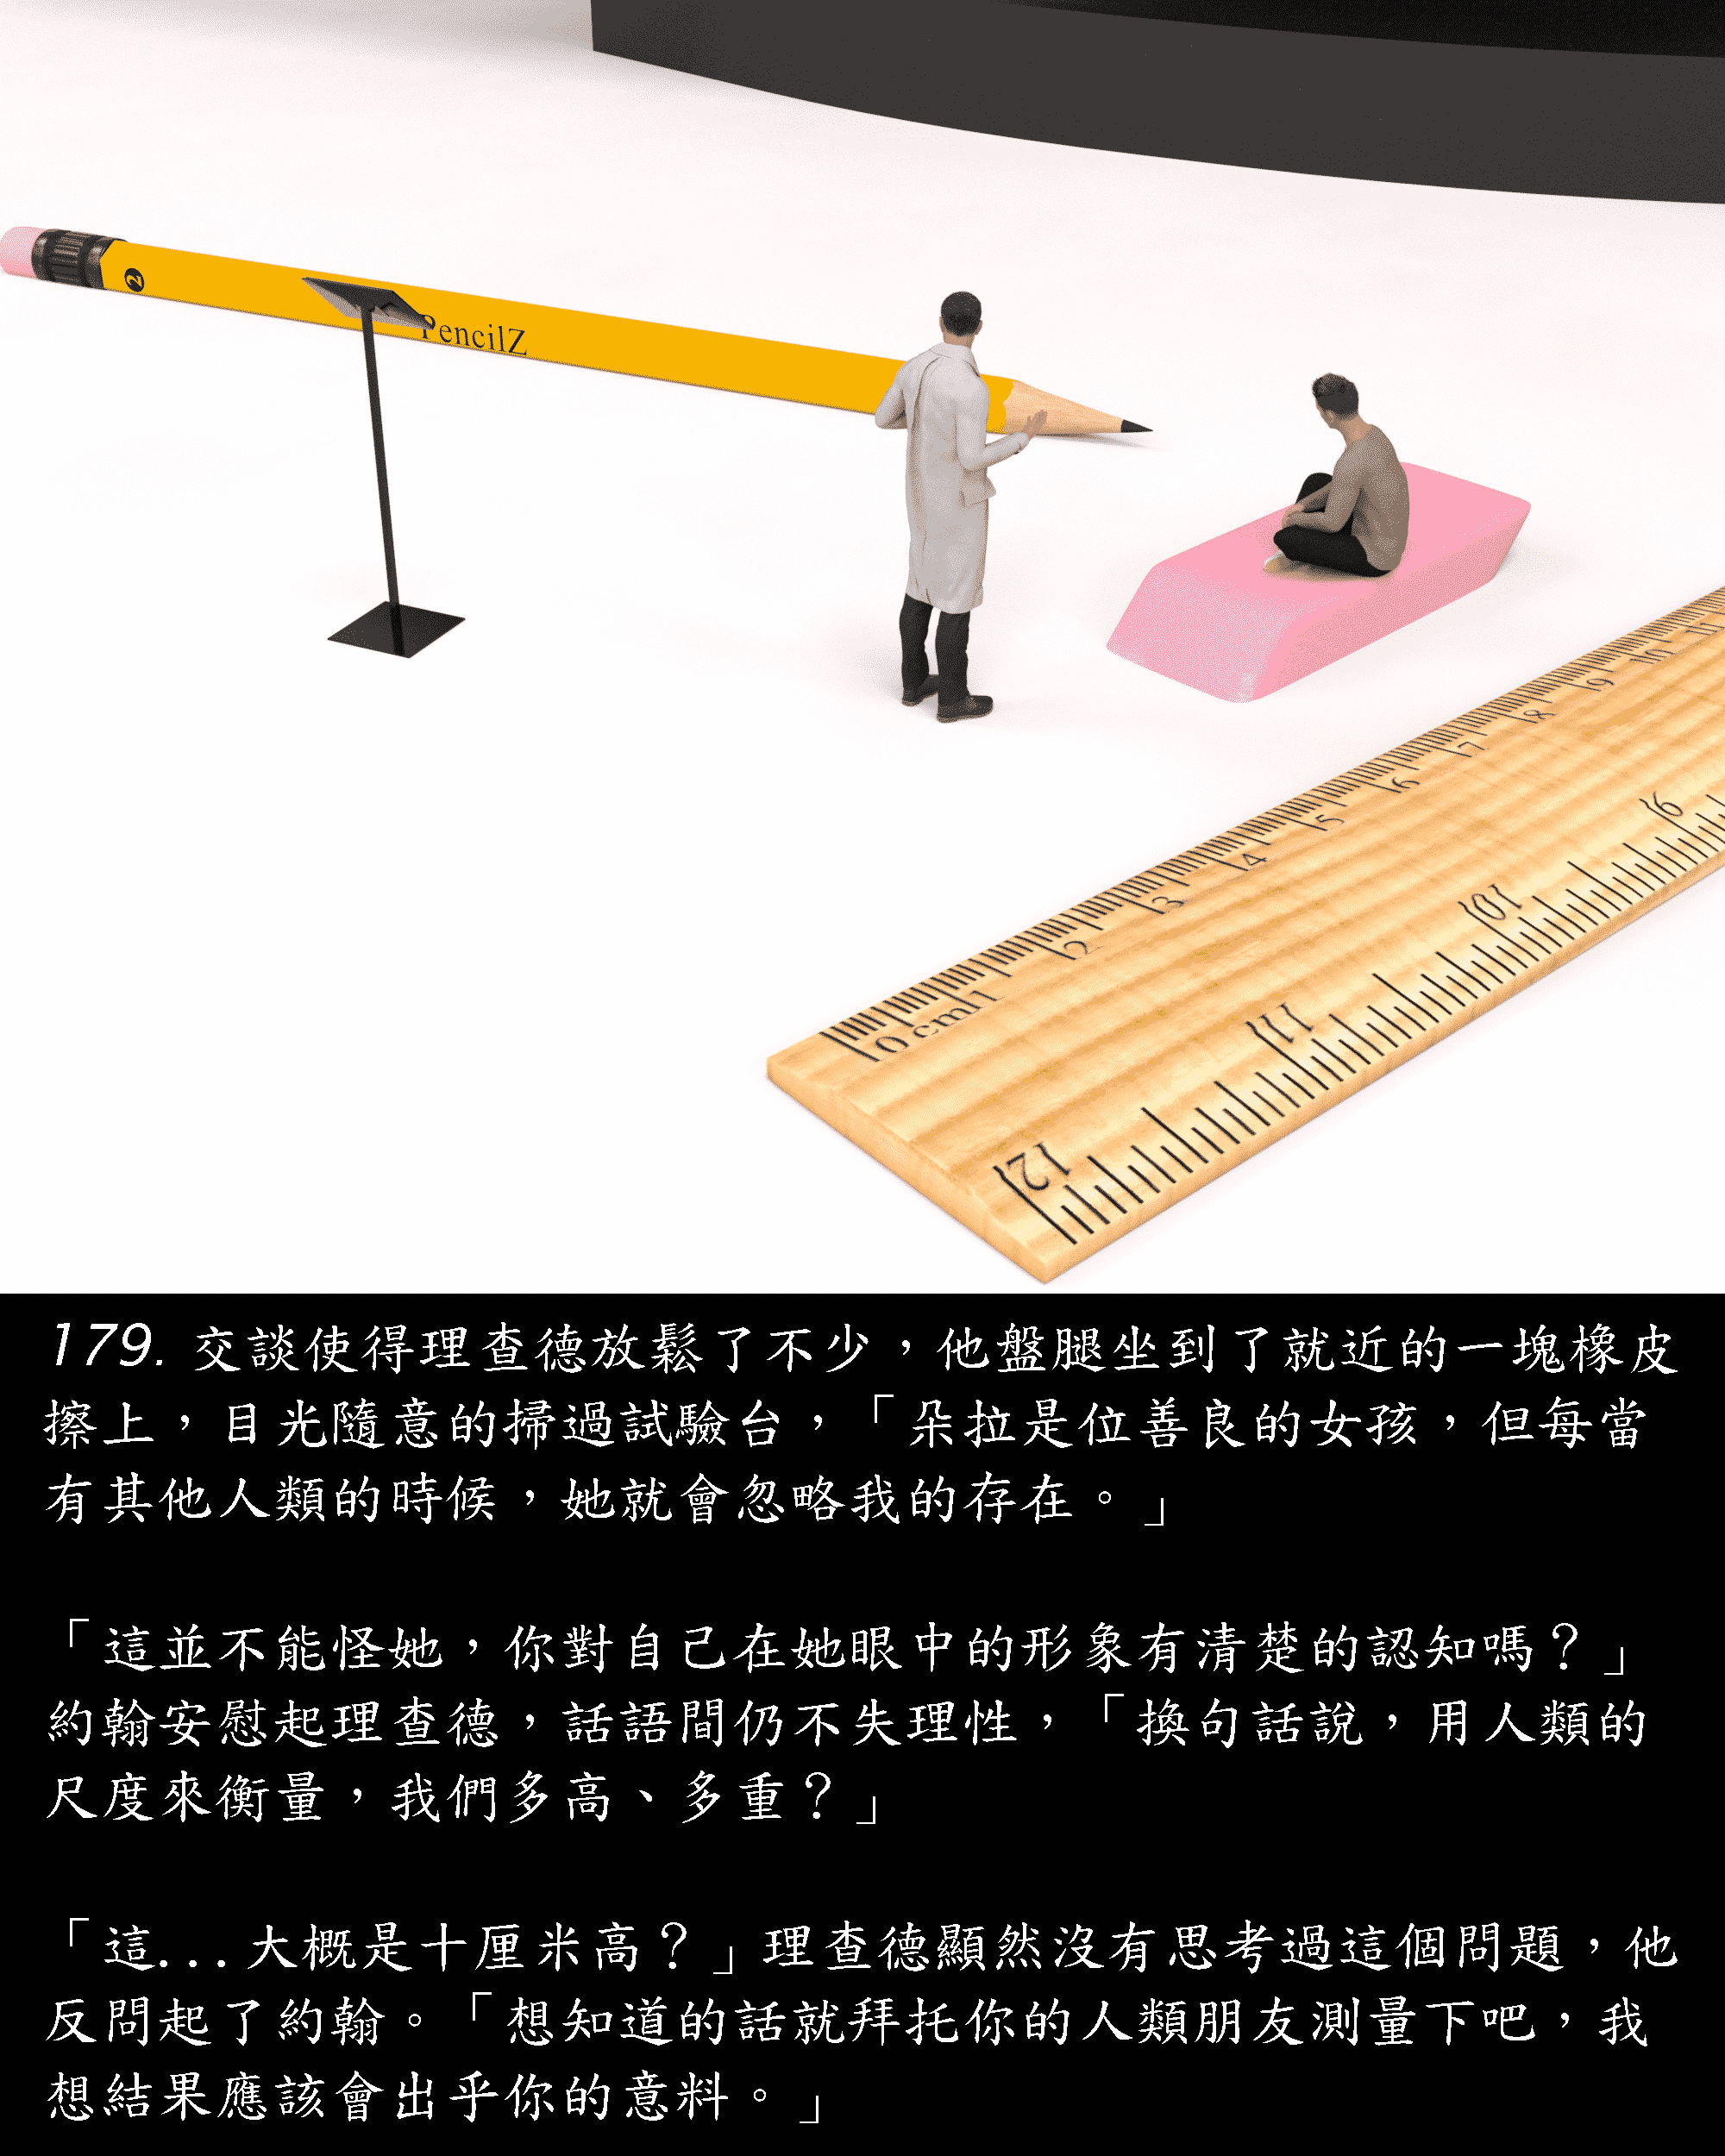 2
PencilZ
0 cm 1 2 3 4 5 6 7 8 9 10 11
12 11 10 9
179. 交談使得理查德放鬆了不少，他盤腿坐到了就近的一塊橡皮
擦上，目光隨意的掃過試驗台，「朵拉是位善良的女孩，但每當
有其他人類的時候，她就會忽略我的存在。」
「這並不能怪她，你對自己在她眼中的形象有清楚的認知嗎？」
約翰安慰起理查德，話語間仍不失理性，「換句話說，用人類的
尺度來衡量，我們多高、多重？」
「這...大概是十厘米高？」理查德顯然沒有思考過這個問題，他
反問起了約翰。「想知道的話就拜托你的人類朋友測量下吧，我
想結果應該會出乎你的意料。」